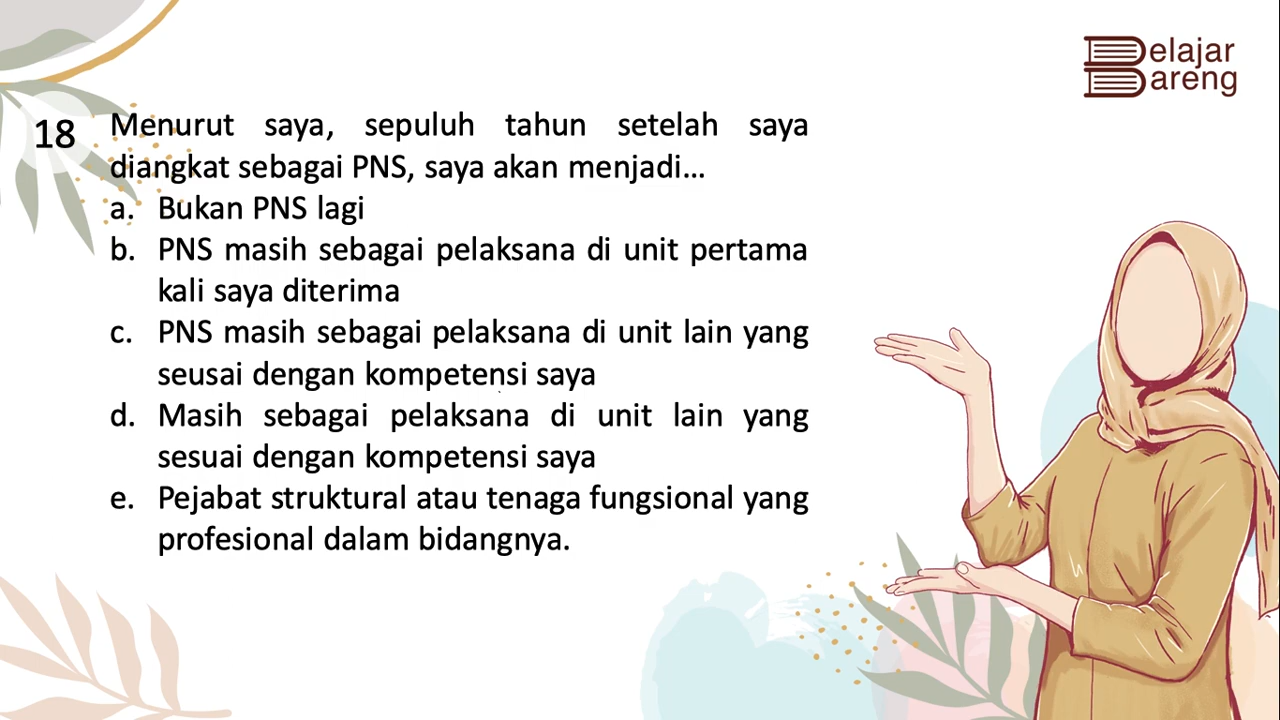 Belajar
Bareng
18 Menurut saya, sepuluh tahun setelah saya
diangkat sebagai PNS, saya akan menjadi...
a. Bukan PNS lagi
b. PNS masih sebagai pelaksana di unit pertama
kali saya diterima
c. PNS masih sebagai pelaksana di unit lain yang
seusai dengan kompetensi saya
d. Masih sebagai pelaksana di unit lain yang
sesuai dengan kompetensi saya
e. Pejabat struktural atau tenaga fungsional yang
profesional dalam bidangnya.